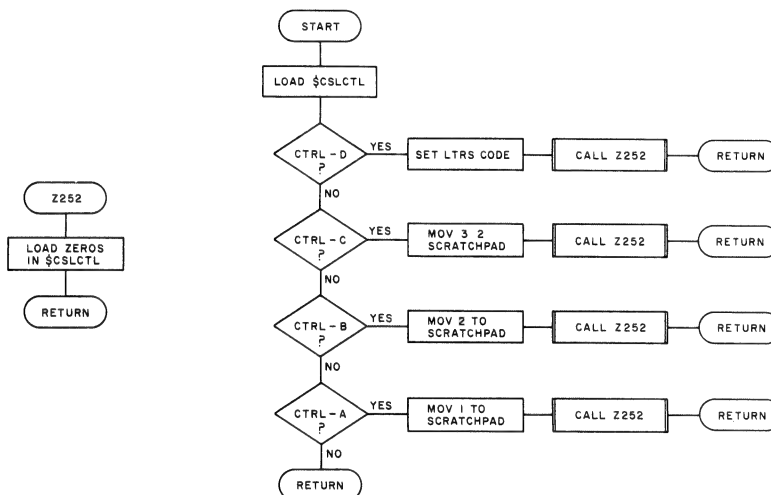 START
LOAD $CSLCTL
CTRL-D
?
YES
SET LTRS CODE
CALL Z252
RETURN
NO
CTRL-C
?
YES
MOV 3 2
SCRATCHPAD
CALL Z252
RETURN
NO
CTRL-B
?
YES
MOV 2 TO
SCRATCHPAD
CALL Z252
RETURN
NO
CTRL-A
?
YES
MOV 1 TO
SCRATCHPAD
CALL Z252
RETURN
NO
RETURN
Z252
LOAD ZEROS
IN $CSLCTL
RETURN